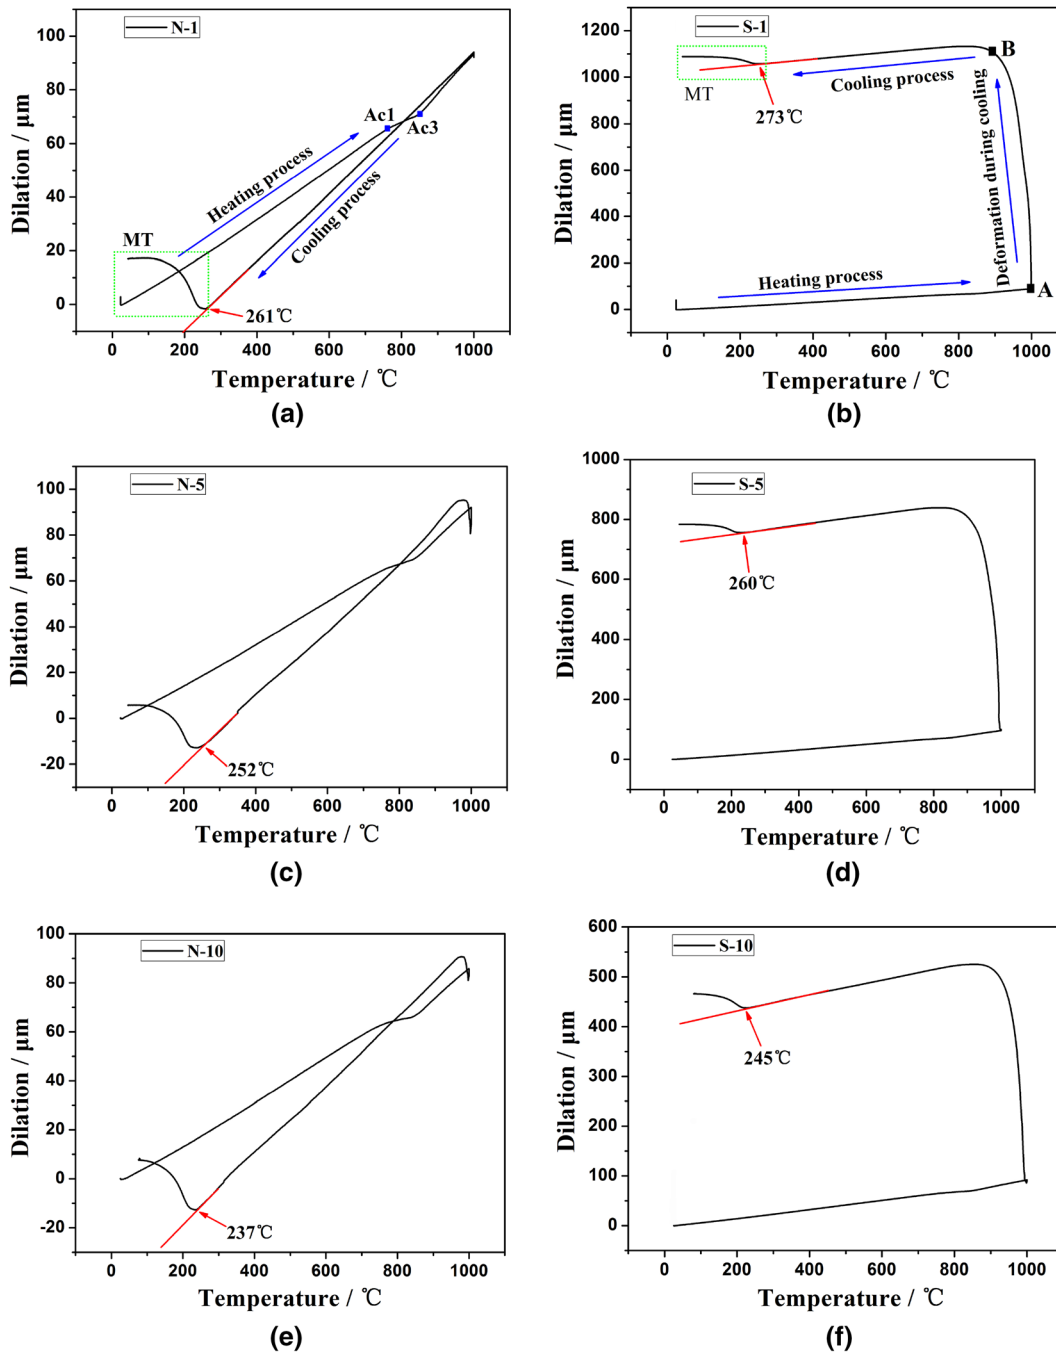 N-1
Dilation / μm
100
80
60
40
20
0
MT
Heating process
Cooling process
Ac1
Ac3
261℃
0 200 400 600 800 1000
Temperature / ℃
(a)
S-1
Dilation / μm
1200
1100
1000
800
600
400
200
100
0
MT
Cooling process
273℃
B
Deformation during cooling
Heating process
A
0 200 400 600 800 1000
Temperature / ℃
(b)
N-5
Dilation / μm
100
80
60
40
20
0
-20
252℃
0 200 400 600 800 1000
Temperature / ℃
(c)
S-5
Dilation / μm
1000
800
600
400
200
0
260℃
0 200 400 600 800 1000
Temperature / ℃
(d)
N-10
Dilation / μm
100
80
60
40
20
0
-20
237℃
0 200 400 600 800 1000
Temperature / ℃
(e)
S-10
Dilation / μm
600
500
400
300
200
100
0
245℃
0 200 400 600 800 1000
Temperature / ℃
(f)